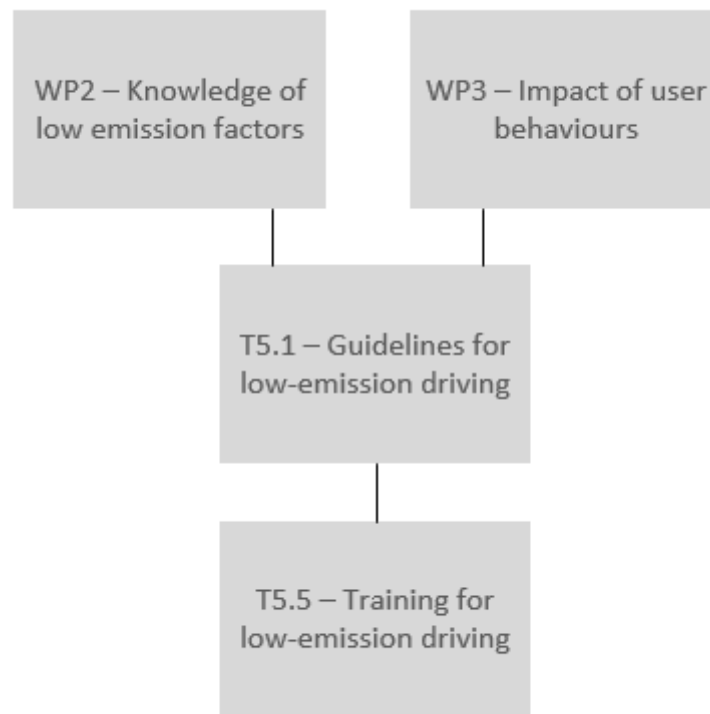 WP2 – Knowledge of
low emission factors
WP3 – Impact of user
behaviours
T5.1 – Guidelines for
low-emission driving
T5.5 – Training for
low-emission driving